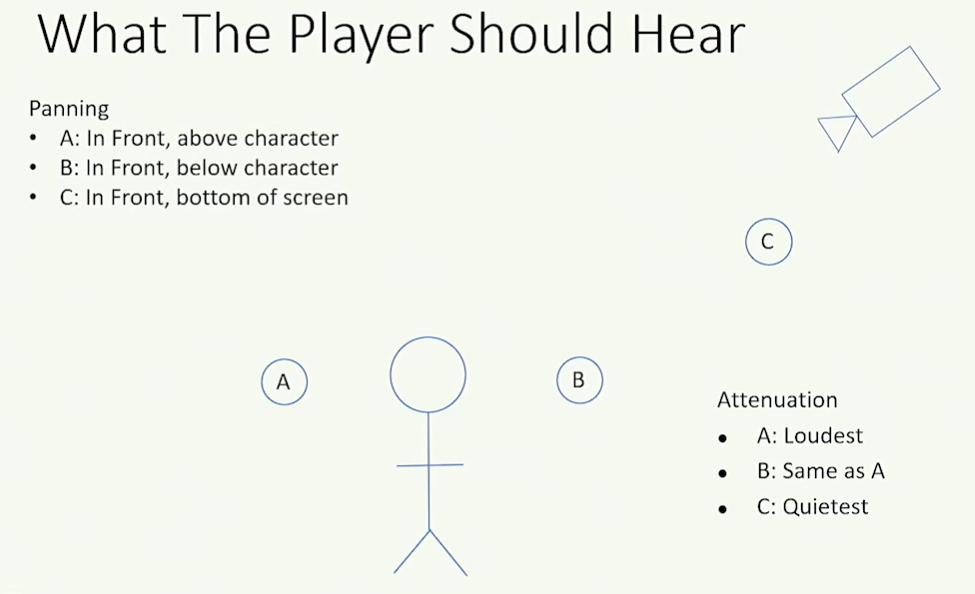 What The Player Should Hear
Panning
• A: In Front, above character
• B: In Front, below character
• C: In Front, bottom of screen
C
A
B
Attenuation
• A: Loudest
• B: Same as A
• C: Quietest